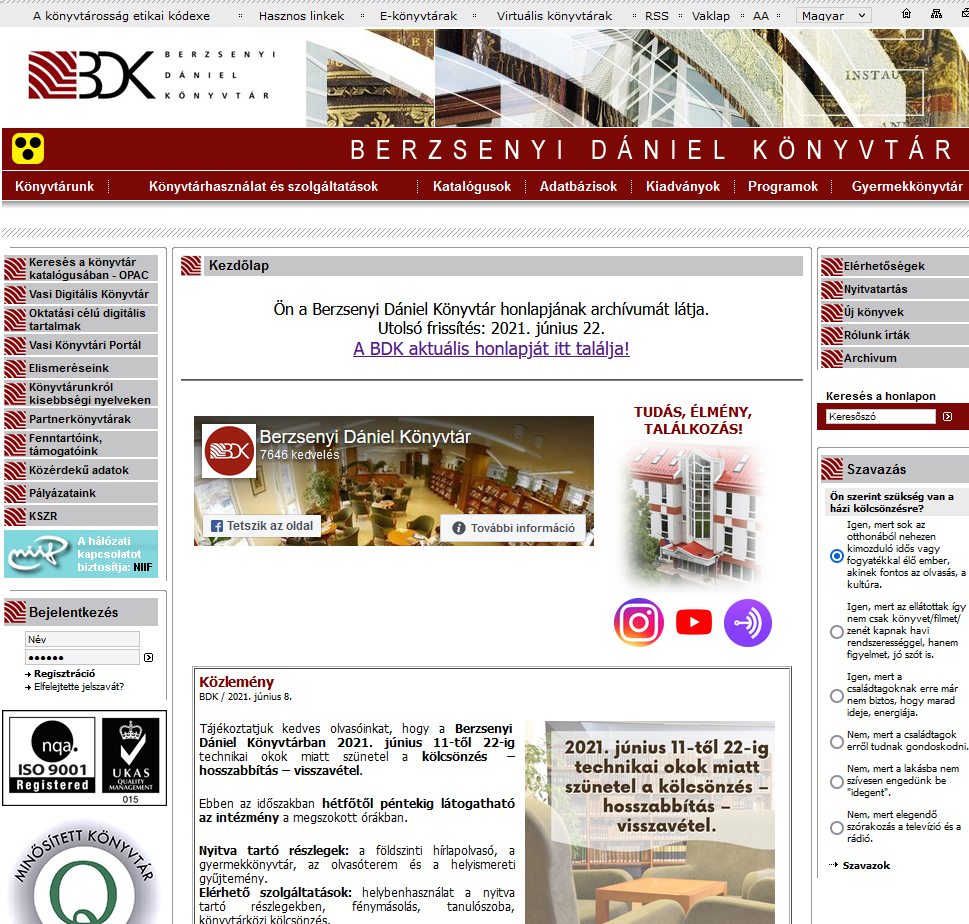 A könyvtárosság etikai kódexe
Hasznos linkek
E-könyvtárak
Virtuális könyvtárak
RSS
Vaklap
AA
Magyar
BDK
BERZSENYI
DÁNIEL
KÖNYVTÁR
INSTAU
BERZSENYI DÁNIEL KÖNYVTÁR
Könyvtárunk
Könyvtárhasználat és szolgáltatások
Katalógusok
Adatbázisok
Kiadványok
Programok
Gyermekkönyvtár
Keresés a könyvtár
katalógusában - OPAC
Vasi Digitális Könyvtár
Oktatási célú digitális
tartalmak
Vasi Könyvtári Portál
Elismeréseink
Könyvtárunkról
kisebbségi nyelveken
Partnerkönyvtárak
Fenntartóink,
támogatóink
Közérdekű adatok
Pályázataink
KSZR
A hálózati
kapcsolatot
biztosítja: NIIF
Bejelentkezés
Név
••••••
Regisztráció
Elfelejtette jelszavát?
nqa.
ISO 9001
Registered
UKAS
QUALITY
MANAGEMENT
015
MINŐSÍTETT KÖNYVTÁR
Q
Kezdőlap
Ön a Berzsenyi Dániel Könyvtár honlapjának archívumát látja.
Utolsó frissítés: 2021. június 22.
A BDK aktuális honlapját itt találja!
BDK
Berzsenyi Dániel Könyvtár
7646 kedvelés
Tetszik az oldal
További információ
TUDÁS, ÉLMÉNY,
TALÁLKOZÁS!
Közlemény
BDK / 2021. június 8.
Tájékoztatjuk kedves olvasóinkat, hogy a Berzsenyi
Dániel Könyvtárban 2021. június 11-től 22-ig
technikai okok miatt szünetel a kölcsönzés –
hosszabbítás – visszavétel.
Ebben az időszakban hétfőtől péntekig látogatható
az intézmény a megszokott órákban.
Nyitva tartó részlegek: a földszinti hírlapolvasó, a
gyermekkönyvtár, az olvasóterem és a helyismereti
gyűjtemény.
Elérhető szolgáltatások: helybenhasználat a nyitva
tartó részlegekben, fénymásolás, tanulószoba,
könyvtárközi kölcsönzés.
2021. június 11-től 22-ig
technikai okok miatt
szünetel a kölcsönzés –
hosszabbítás –
visszavétel.
Elérhetőségek
Nyitvatartás
Új könyvek
Rólunk írták
Archívum
Keresés a honlapon
Keresőszó
Szavazás
Ön szerint szükség van a
házi kölcsönzésre?
Igen, mert sok az
otthonából nehezen
kimozduló idős vagy
fogyatékkal élő ember,
akinek fontos az olvasás, a
kultúra.
Igen, mert az ellátottak így
nem csak könyvet/filmet/
zenét kapnak havi
rendszerességgel, hanem
figyelmet, jó szót is.
Igen, mert a
családtagoknak erre már
nem biztos, hogy marad
ideje, energiája.
Nem, mert a családtagok
erről tudnak gondoskodni.
Nem, mert a lakásba nem
szívesen engedünk be
"idegent".
Nem, mert elegendő
szórakozás a televízió és a
rádió.
Szavazok